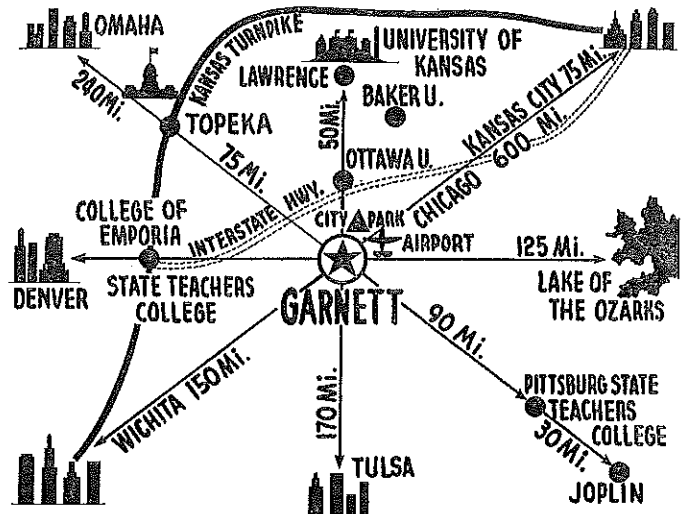 OMAHA
KANSAS TURNDIKE
UNIVERSITY OF
KANSAS
LAWRENCE
BAKER U.
240 Mi.
TOPEKA
50 Mi.
KANSAS CITY 75 Mi.
CHICAGO 600 Mi.
75 Mi.
OTTAWA U.
COLLEGE OF
EMPORIA
INTERSTATE HWY.
CITY PARK
AIRPORT
125 Mi.
DENVER
STATE TEACHERS
COLLEGE
GARNETT
LAKE OF
THE OZARKS
90 Mi.
WICHITA 150 Mi.
170 Mi.
PITTSBURG STATE
TEACHERS
COLLEGE
30 Mi.
TULSA
JOPLIN